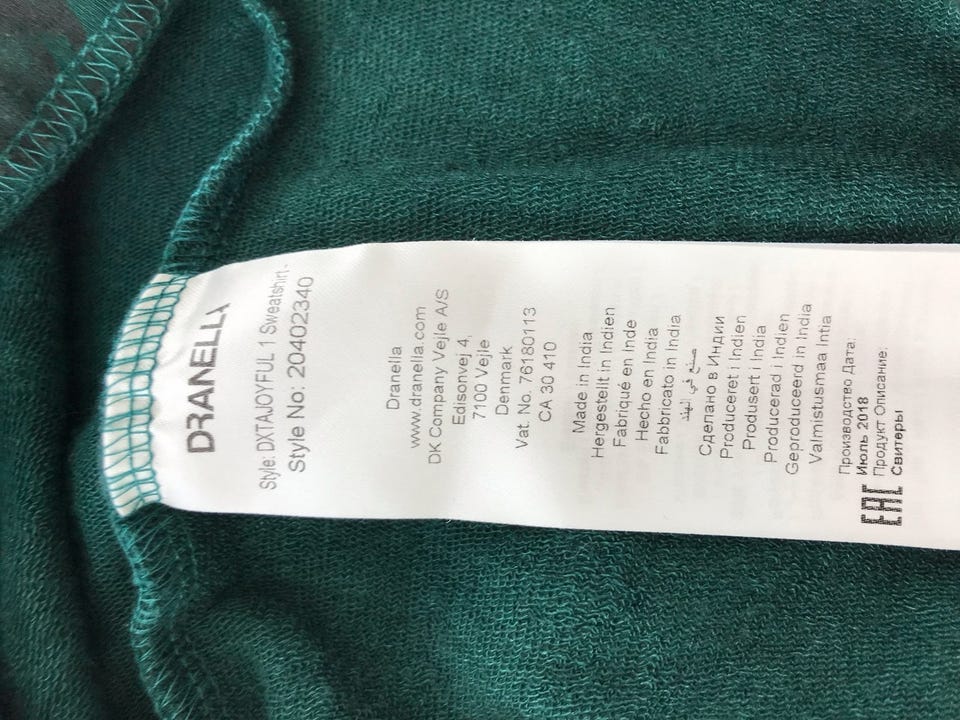 DRANELLA
Style: DXTAJOYFUL 1 Sweatshirt-
Style No: 20402340
Dranella
www.dranella.com
DK Company Vejle A/S
Edisonvej 4,
7100 Vejle
Denmark
Vat. No. 76180113
CA 30 410
Made in India
Hergestellt in Indien
Fabriqué en Inde
Hecho en India
Fabbricato in India
صنع في الهند
Сделано в Индии
Produceret i Indien
Produsert i India
Producerad i Indien
Geproduceerd in India
Valmistusmaa Intia
Производство Дата:
Июль 2018
Продукт Описание:
Свитеры
EAC